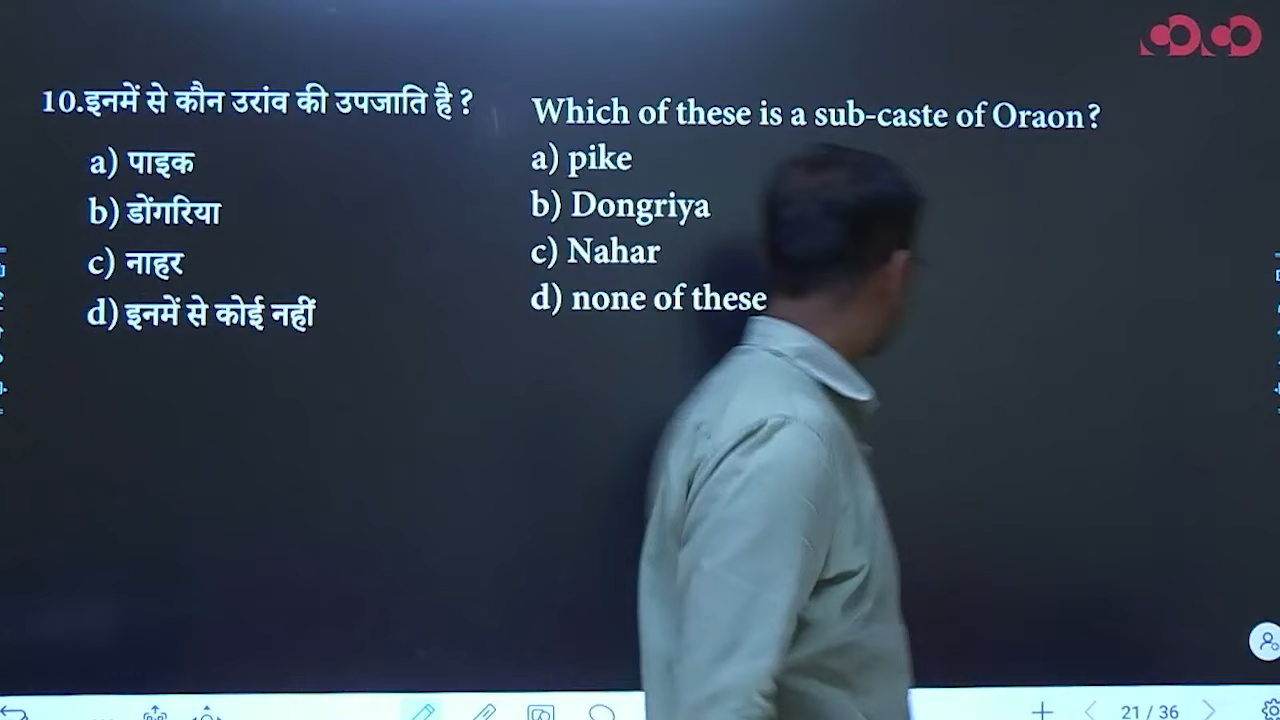 10.इनमें से कौन उरांव की उपजाति है ?
a) पाइक
b) डोंगरिया
c) नाहर
d) इनमें से कोई नहीं
Which of these is a sub-caste of Oraon?
a) pike
b) Dongriya
c) Nahar
d) none of these
21 / 36